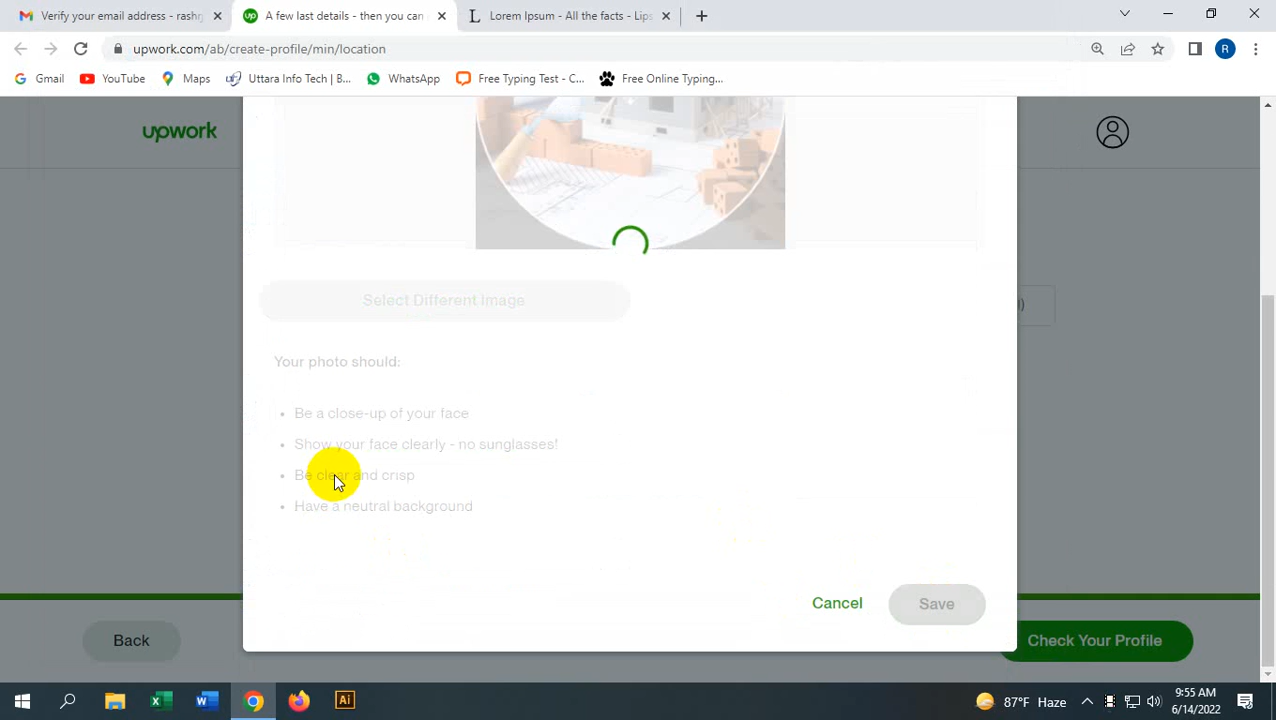 Verify your email address - rashr
A few last details - then you can
Lorem Ipsum - All the facts - Lips
upwork.com/ab/create-profile/min/location
R
Gmail
YouTube
Maps
Uttara Info Tech | B...
WhatsApp
Free Typing Test - C...
Free Online Typing...
upwork
Select Different Image
l)
Your photo should:
• Be a close-up of your face
• Show your face clearly - no sunglasses!
• Be clear and crisp
• Have a neutral background
Cancel
Save
Back
Check Your Profile
87°F Haze
9:55 AM
6/14/2022